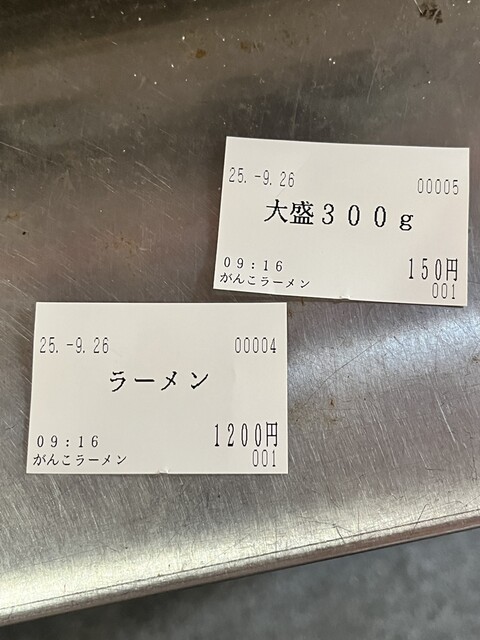 25.-9.26 00005
大盛300g
09:16 150円
がんこラーメン 001
25.-9.26 00004
ラーメン
09:16 1200円
がんこラーメン 001